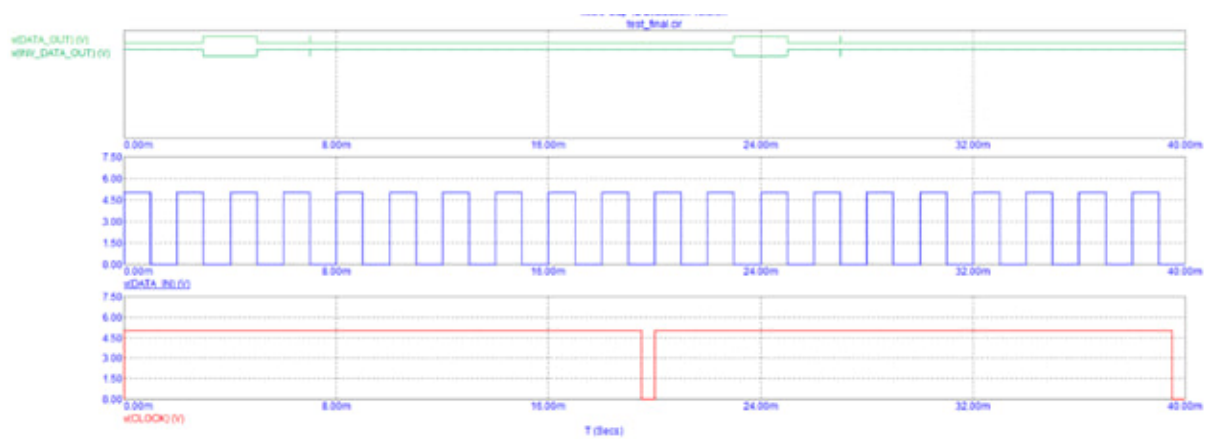 test_final.cir
v(DATA_OUT) (V)
v(INV_DATA_OUT) (V)
0.00m 8.00m 16.00m 24.00m 32.00m 40.00m
7.50
6.00
4.50
3.00
1.50
0.00
0.00m 8.00m 16.00m 24.00m 32.00m 40.00m
v(DATA_IN) (V)
7.50
6.00
4.50
3.00
1.50
0.00
0.00m 8.00m 16.00m 24.00m 32.00m 40.00m
v(CLOCK) (V)
T (Secs)